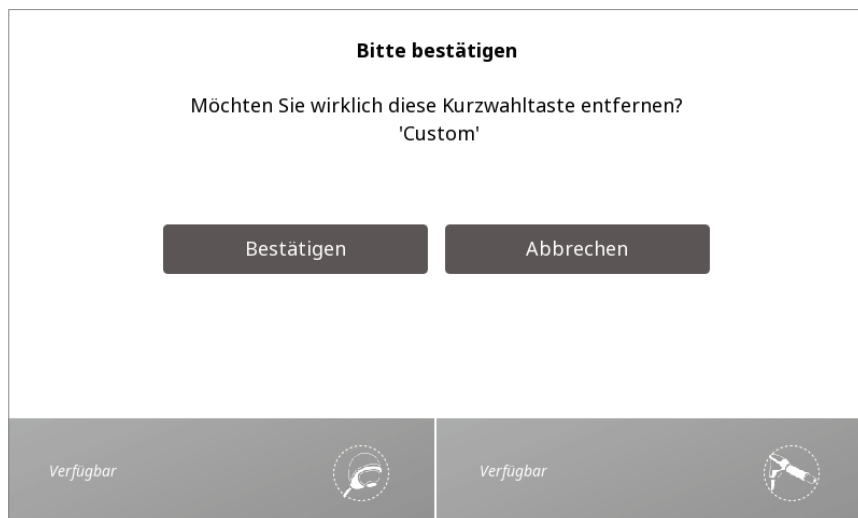 Bitte bestätigen
Möchten Sie wirklich diese Kurzwahltaste entfernen?
'Custom'
Bestätigen
Abbrechen
Verfügbar
Verfügbar